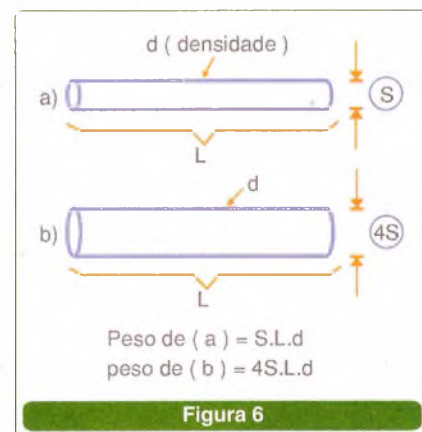 d ( densidade )
a)
S
L
d
b)
4S
L
Peso de ( a ) = S.L.d
peso de ( b ) = 4S.L.d
Figura 6